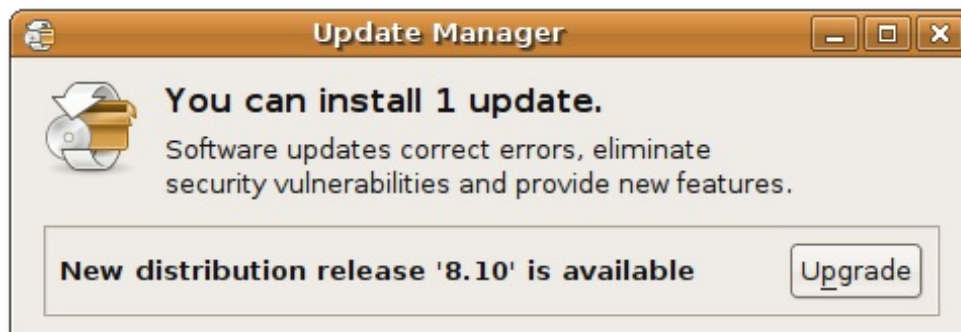 Update Manager
You can install 1 update.
Software updates correct errors, eliminate
security vulnerabilities and provide new features.
New distribution release '8.10' is available
Upgrade